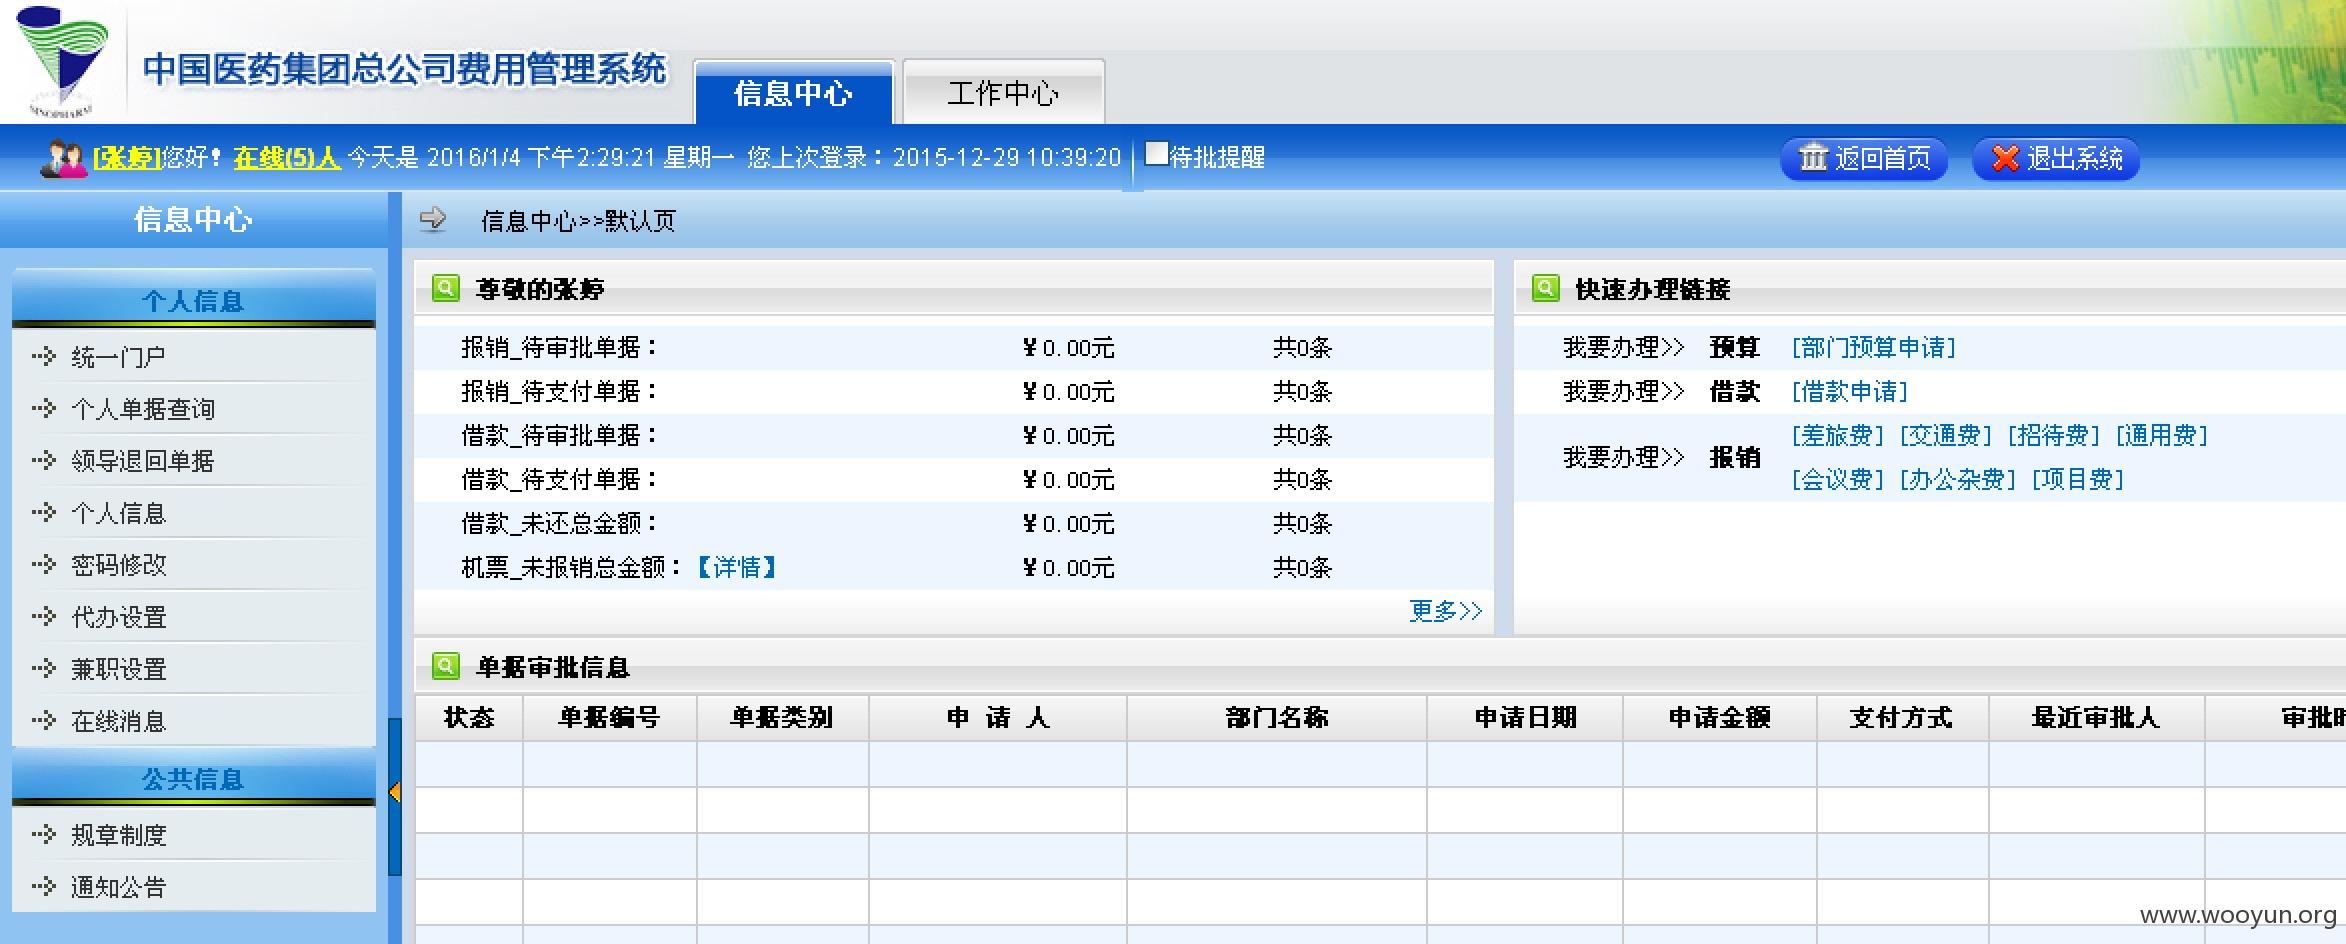 中国医药集团总公司费用管理系统
信息中心
工作中心
SINOPHARM
[张婷]您好! 在线(5)人 今天是 2016/1/4 下午2:29:21 星期一 您上次登录：2015-12-29 10:39:20
待批提醒
返回首页
退出系统
信息中心
信息中心>>默认页
个人信息
统一门户
个人单据查询
领导退回单据
个人信息
密码修改
代办设置
兼职设置
在线消息
公共信息
规章制度
通知公告
尊敬的张婷
报销_待审批单据： ¥0.00元 共0条
报销_待支付单据： ¥0.00元 共0条
借款_待审批单据： ¥0.00元 共0条
借款_待支付单据： ¥0.00元 共0条
借款_未还总金额： ¥0.00元 共0条
机票_未报销总金额：【详情】 ¥0.00元 共0条
更多>>
快速办理链接
我要办理>> 预算 [部门预算申请]
我要办理>> 借款 [借款申请]
我要办理>> 报销 [差旅费] [交通费] [招待费] [通用费]
[会议费] [办公杂费] [项目费]
单据审批信息
状态 单据编号 单据类别 申 请 人 部门名称 申请日期 申请金额 支付方式 最近审批人 审批时
www.wooyun.org